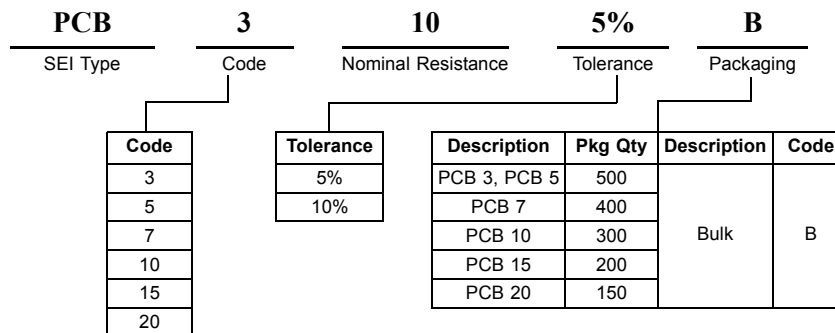 PCB 3 10 5% B
SEI Type Code Nominal Resistance Tolerance Packaging
Code Tolerance Description Pkg Qty Description Code
3 5% PCB 3, PCB 5 500
5 10% PCB 7 400
7 PCB 10 300 Bulk B
10 PCB 15 200
15 PCB 20 150
20